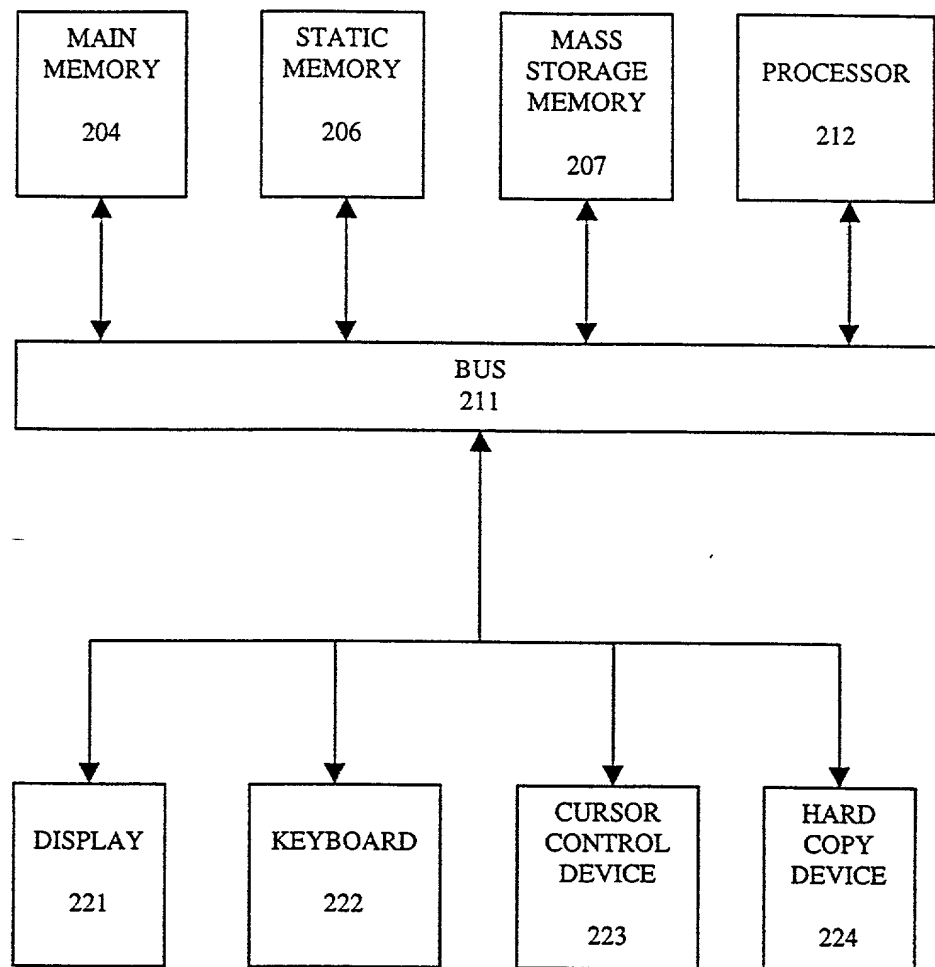 MAIN
MEMORY
204
STATIC
MEMORY
206
MASS
STORAGE
MEMORY
207
PROCESSOR
212
BUS
211
DISPLAY
221
KEYBOARD
222
CURSOR
CONTROL
DEVICE
223
HARD
COPY
DEVICE
224